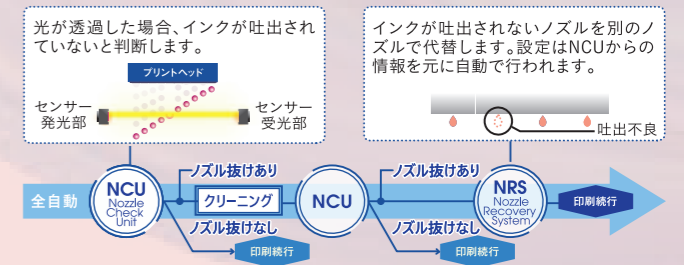 光が透過した場合、インクが吐出され
ていないと判断します。
プリントヘッド
センサー
発光部
センサー
受光部
インクが吐出されないノズルを別のノ
ズルで代替します。設定はNCUからの
情報を元に自動で行われます。
吐出不良
全自動
NCU
Nozzle
Check
Unit
ノズル抜けあり
クリーニング
ノズル抜けなし
印刷続行
NCU
ノズル抜けあり
ノズル抜けなし
印刷続行
NRS
Nozzle
Recovery
System
印刷続行